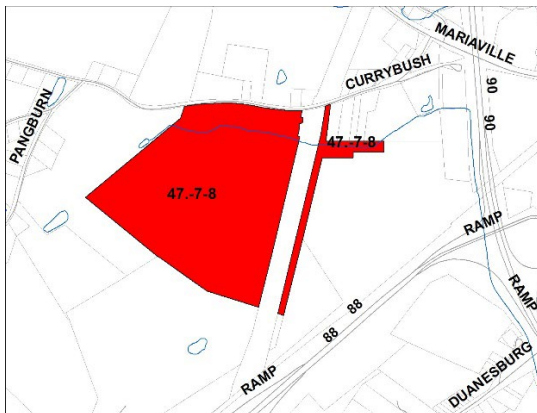 MARIAVILLE
CURRYBUSH
90
90
PANGBURN
47.-7-8
47.-7-8
RAMP
RAMP
88
88
RAMP
DUANESBURG